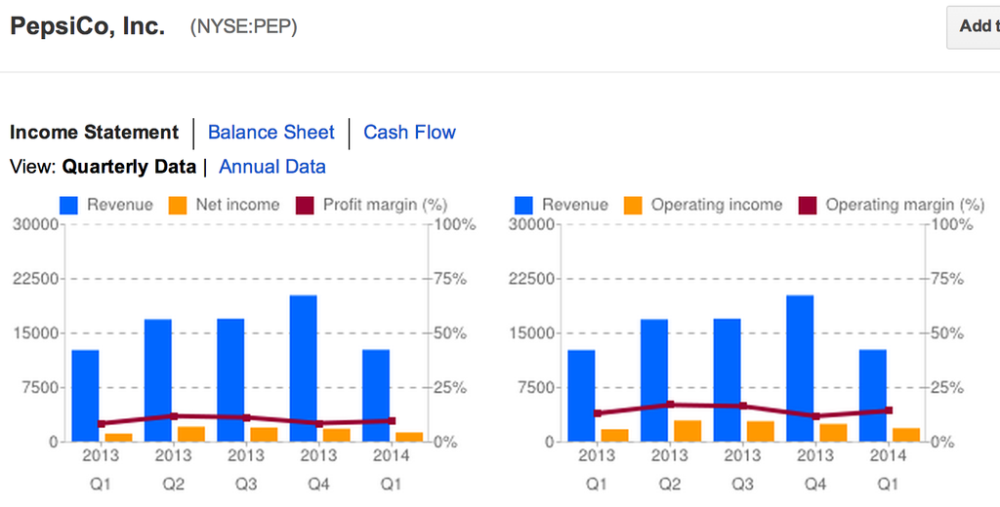 PepsiCo, Inc. (NYSE:PEP)
Add
Income Statement | Balance Sheet | Cash Flow
View: Quarterly Data | Annual Data
Revenue Net income Profit margin (%)
30000 100%
22500 75%
15000 50%
7500 25%
0 0%
2013 2013 2013 2013 2014
Q1 Q2 Q3 Q4 Q1
Revenue Operating income Operating margin (%)
30000 100%
22500 75%
15000 50%
7500 25%
0 0%
2013 2013 2013 2013 2014
Q1 Q2 Q3 Q4 Q1